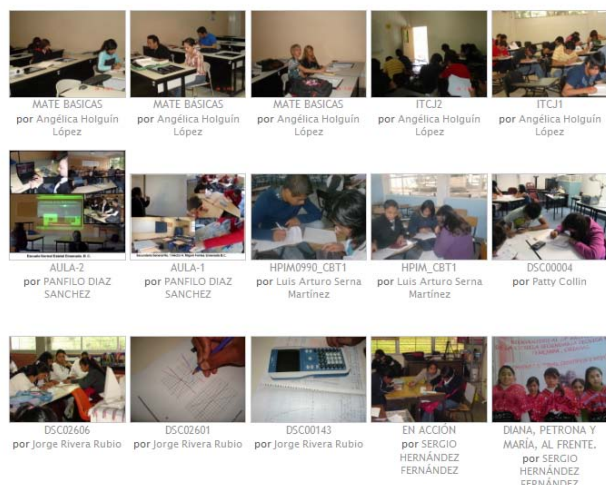 MATE BASICAS
por Angélica Holguín
López
MATE BASICAS
por Angélica Holguín
López
MATE BASICAS
por Angélica Holguín
López
ITCJ2
por Angélica Holguín
López
ITCJ1
por Angélica Holguín
López
AULA-2
por PANFILO DIAZ
SANCHEZ
AULA-1
por PANFILO DIAZ
SANCHEZ
HPIM0990_CBT1
por Luis Arturo Serna
Martínez
HPIM_CBT1
por Luis Arturo Serna
Martínez
DSC00004
por Patty Collin
DSC02606
por Jorge Rivera Rubio
DSC02601
por Jorge Rivera Rubio
DSC00143
por Jorge Rivera Rubio
EN ACCIÓN
por SERGIO
HERNÁNDEZ
FERNÁNDEZ
DIANA, PETRONA Y
MARÍA, AL FRENTE.
por SERGIO
HERNÁNDEZ
FERNÁNDEZ